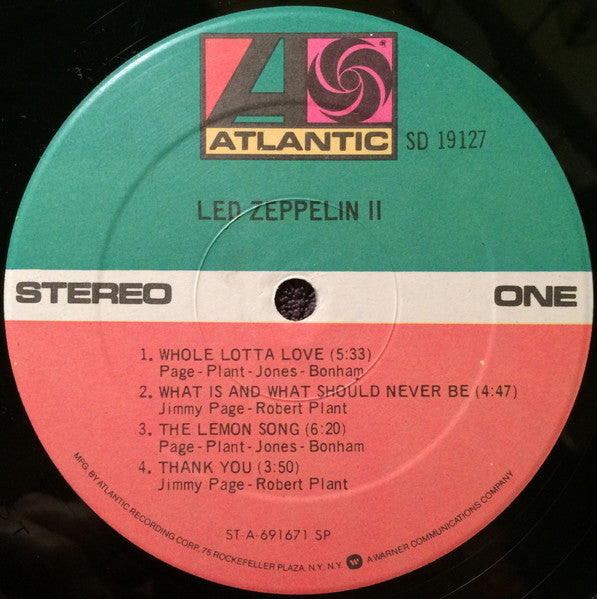 ATLANTIC
SD 19127
LED ZEPPELIN II
STEREO
ONE
1. WHOLE LOTTA LOVE (5:33)
Page - Plant - Jones - Bonham
2. WHAT IS AND WHAT SHOULD NEVER BE (4:47)
Jimmy Page - Robert Plant
3. THE LEMON SONG (6:20)
Page - Plant - Jones - Bonham
4. THANK YOU (3:50)
Jimmy Page - Robert Plant
ST-A-691671 SP
MFG. BY ATLANTIC RECORDING CORP. 75 ROCKEFELLER PLAZA, N.Y. N.Y. W A WARNER COMMUNICATIONS COMPANY